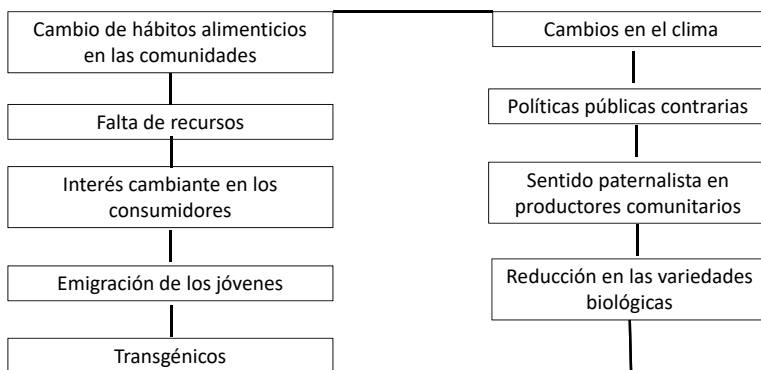 Cambio de hábitos alimenticios
en las comunidades
Falta de recursos
Interés cambiante en los
consumidores
Emigración de los jóvenes
Transgénicos
Cambios en el clima
Políticas públicas contrarias
Sentido paternalista en
productores comunitarios
Reducción en las variedades
biológicas